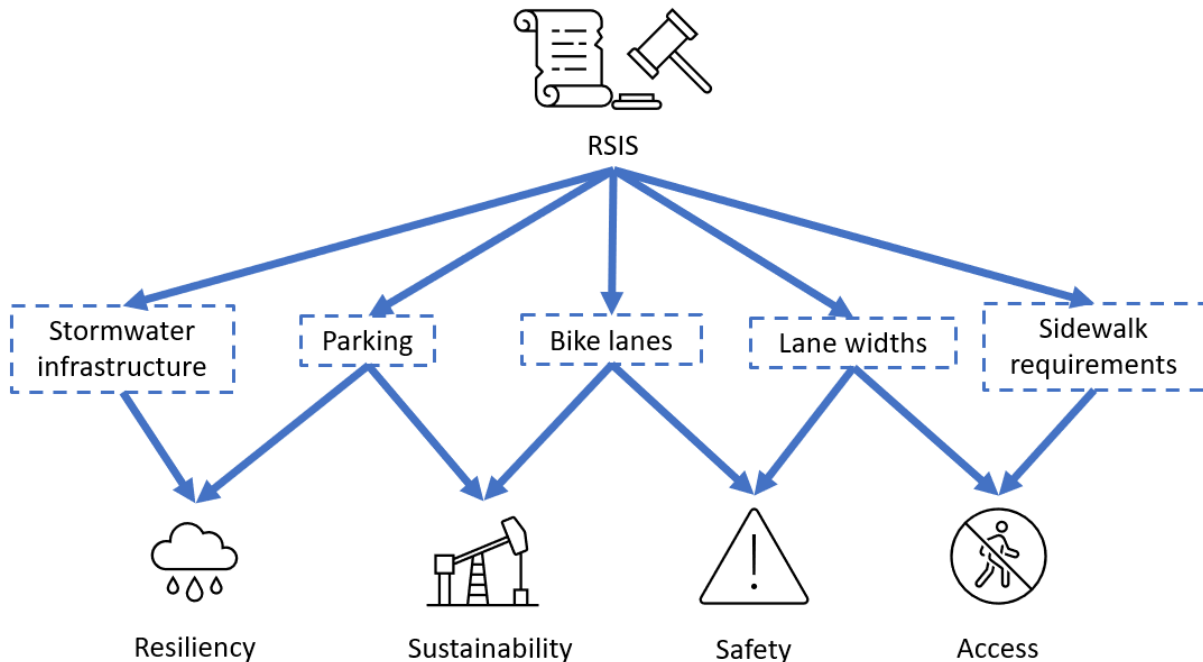 RSIS
Stormwater
infrastructure
Parking
Bike lanes
Lane widths
Sidewalk
requirements
Resiliency
Sustainability
Safety
Access